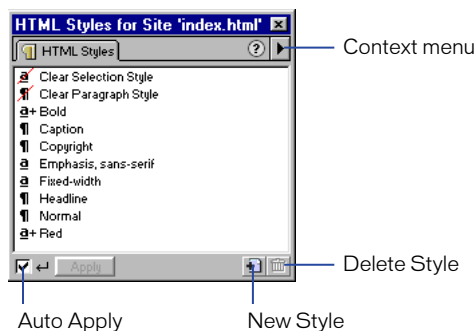 HTML Styles for Site 'index.html'
HTML Styles
?
Context menu
a Clear Selection Style
¶ Clear Paragraph Style
a+ Bold
¶ Caption
¶ Copyright
a Emphasis, sans-serif
a Fixed-width
¶ Headline
¶ Normal
a+ Red
Apply
Delete Style
Auto Apply
New Style